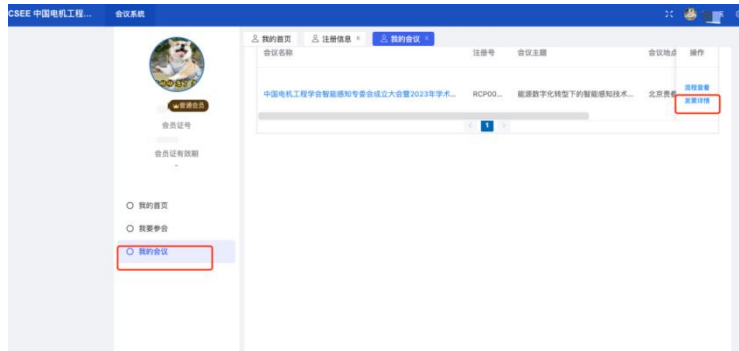 CSEE 中国电机工程...
会议系统
我的首页
注册信息 ×
我的会议 ×
会议名称
注册号
会议主题
会议地点
操作
中国电机工程学会智能感知专委会成立大会暨2023年学术...
RCP00...
能源数字化转型下的智能感知技术...
北京贵都
流程查看
发票详情
< 1 >
普通会员
会员证号
会员证有效期
-
我的首页
我要参会
我的会议